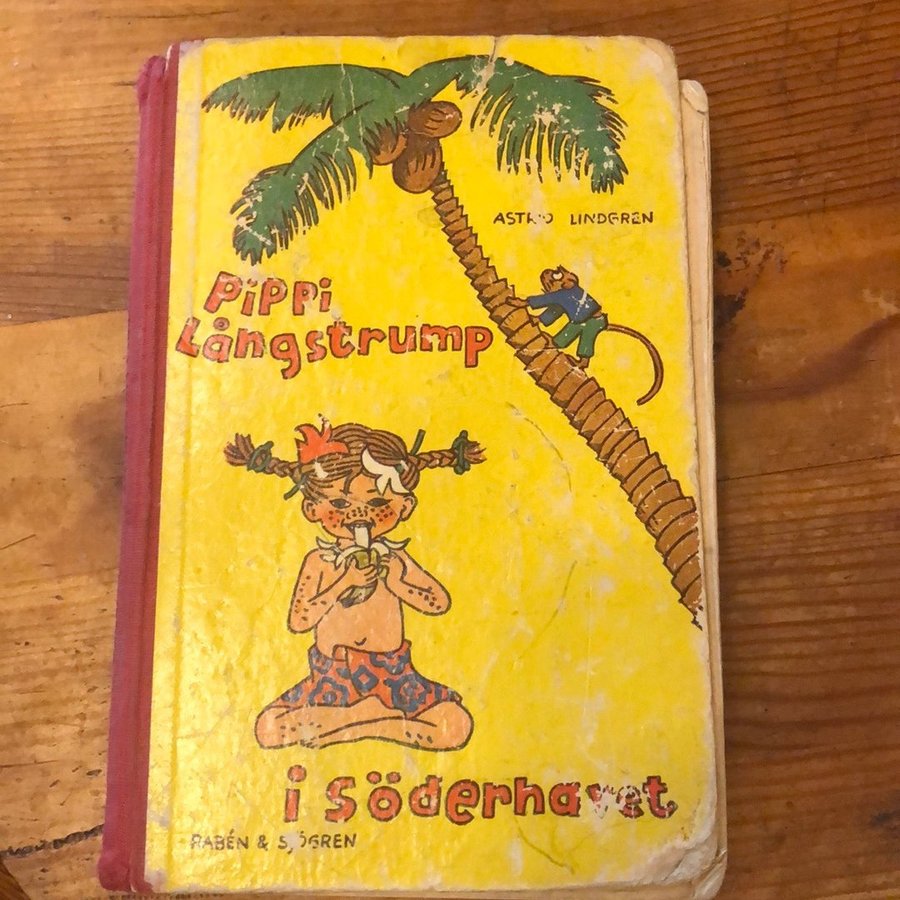 ASTRID LINDGREN
Pippi
Långstrump
i Söderhavet
RABÉN & SJÖGREN